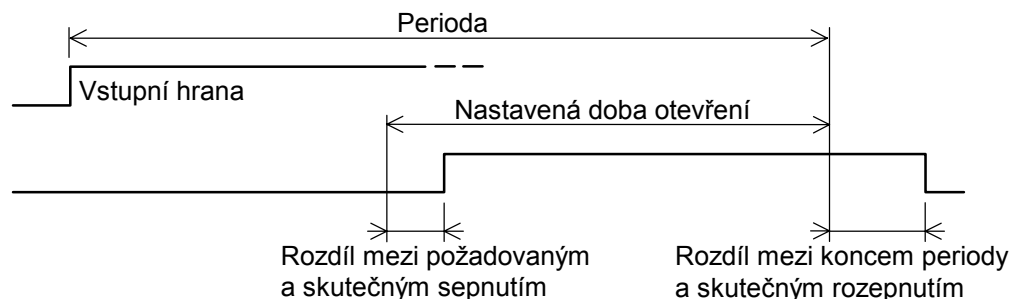 Perioda
Vstupní hrana
Nastavená doba otevření
Rozdíl mezi požadovaným
a skutečným sepnutím
Rozdíl mezi koncem periody
a skutečným rozepnutím